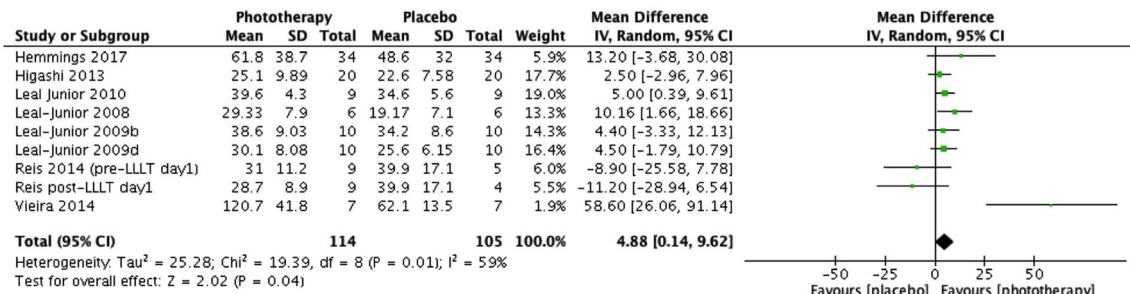 Phototherapy Placebo Mean Difference Mean Difference
Study or Subgroup Mean SD Total Mean SD Total Weight IV, Random, 95% CI IV, Random, 95% CI
Hemmings 2017 61.8 38.7 34 48.6 32 34 5.9% 13.20 [-3.68, 30.08]
Higashi 2013 25.1 9.89 20 22.6 7.58 20 17.7% 2.50 [-2.96, 7.96]
Leal Junior 2010 39.6 4.3 9 34.6 5.6 9 19.0% 5.00 [0.39, 9.61]
Leal-Junior 2008 29.33 7.9 6 19.17 7.1 6 13.3% 10.16 [1.66, 18.66]
Leal-Junior 2009b 38.6 9.03 10 34.2 8.6 10 14.3% 4.40 [-3.33, 12.13]
Leal-Junior 2009d 30.1 8.08 10 25.6 6.15 10 16.4% 4.50 [-1.79, 10.79]
Reis 2014 (pre-LLLT day1) 31 11.2 9 39.9 17.1 5 6.0% -8.90 [-25.58, 7.78]
Reis post-LLLT day1 28.7 8.9 9 39.9 17.1 4 5.5% -11.20 [-28.94, 6.54]
Vieira 2014 120.7 41.8 7 62.1 13.5 7 1.9% 58.60 [26.06, 91.14]
Total (95% CI) 114 105 100.0% 4.88 [0.14, 9.62]
Heterogeneity: Tau² = 25.28; Chi² = 19.39, df = 8 (P = 0.01); I² = 59%
Test for overall effect: Z = 2.02 (P = 0.04)
-50 -25 0 25 50
Favours [placebo] Favours [phototherapy]